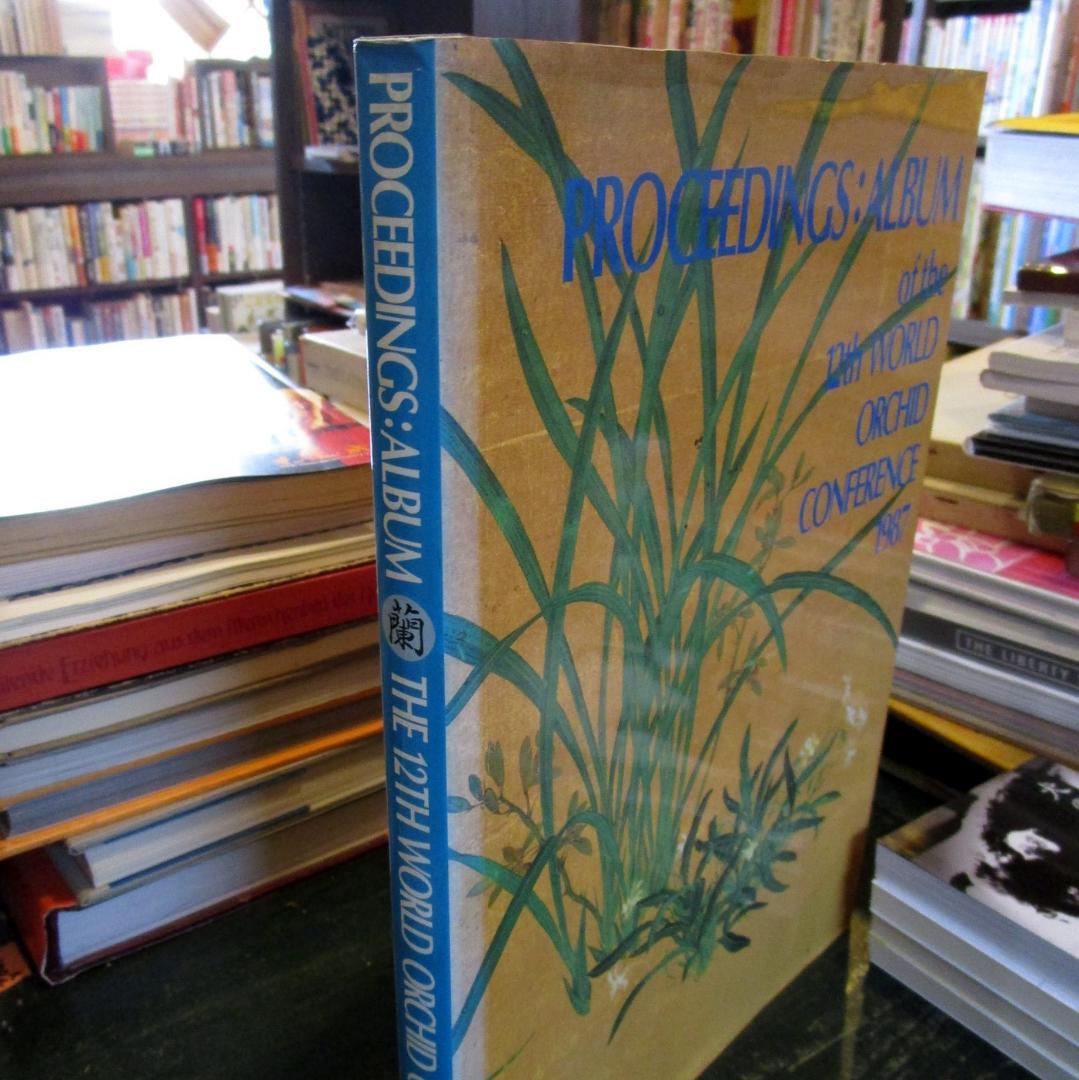 PROCEEDINGS:ALBUM 蘭 THE 12TH WORLD ORCHID
PROCEEDINGS:ALBUM
of the
12th WORLD
ORCHID
CONFERENCE
1987
Erziehung aus dem
THE LIBERTY